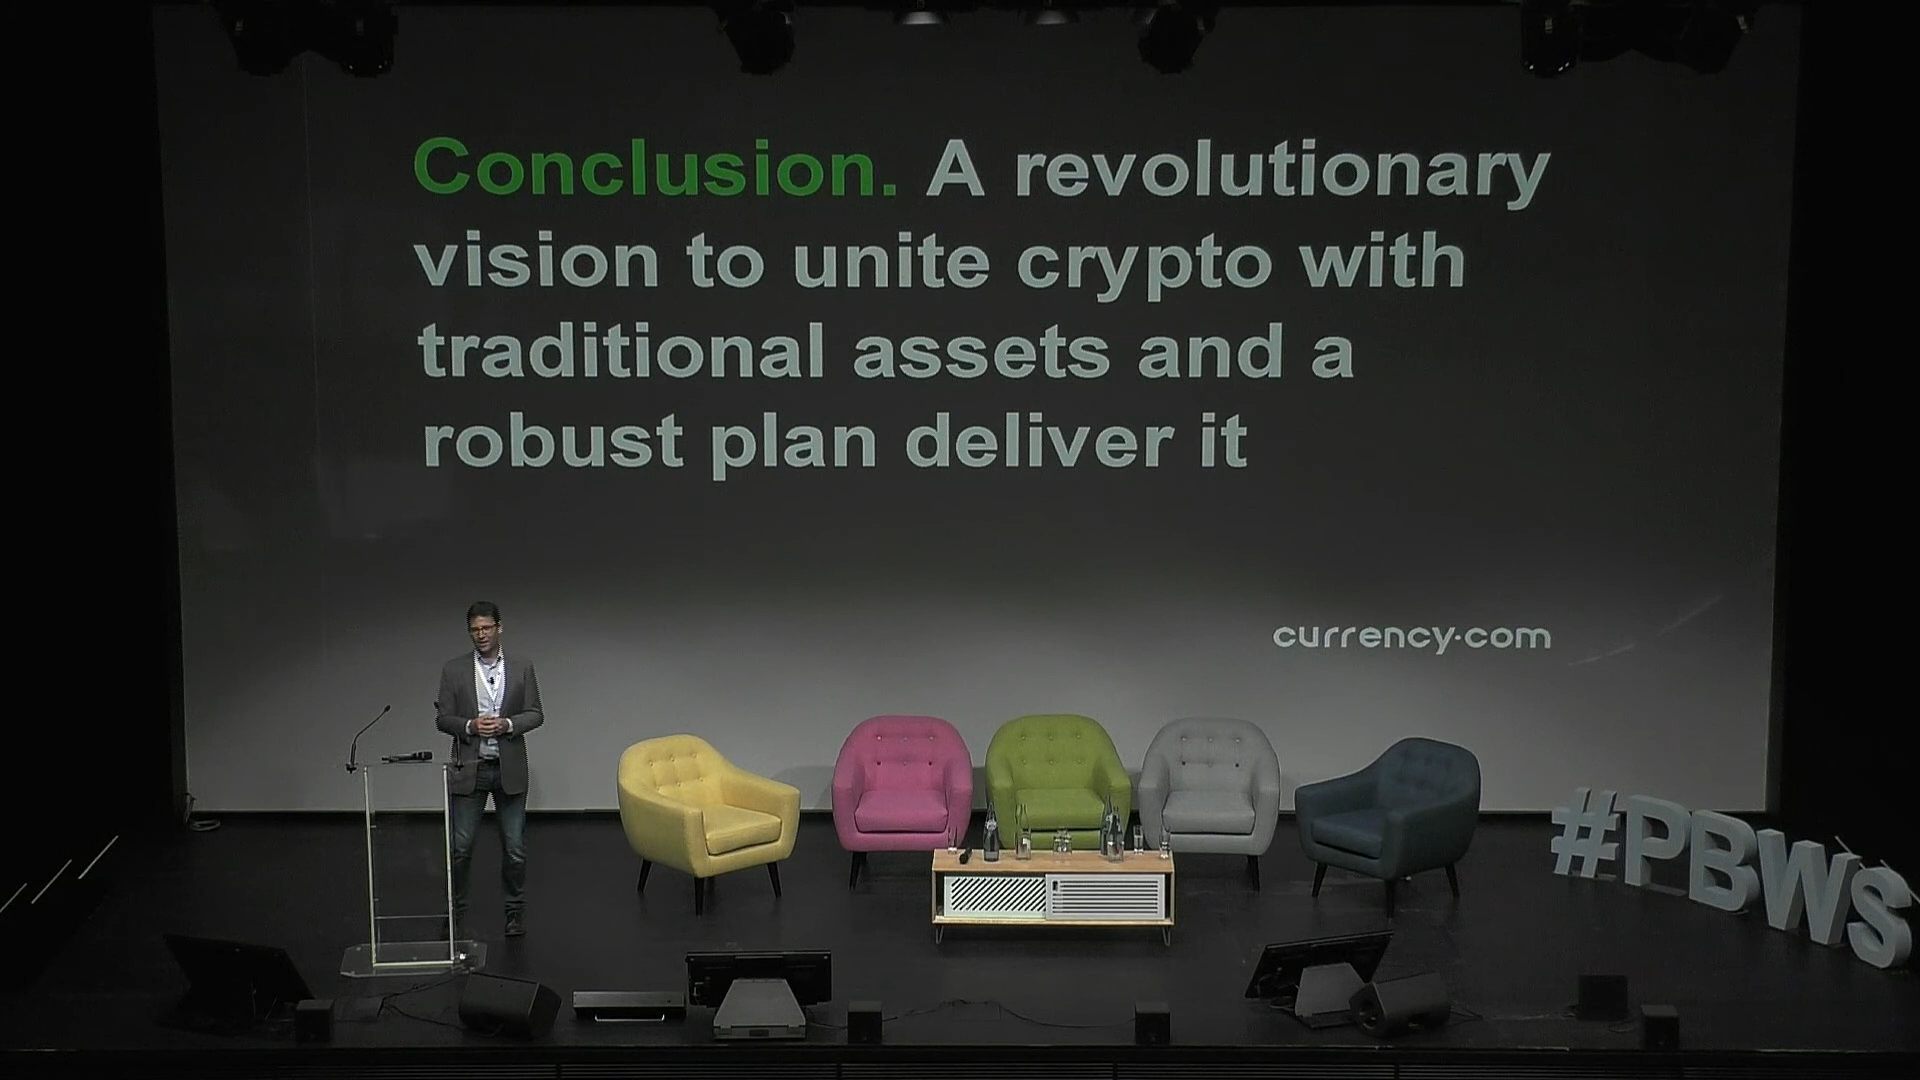 Conclusion. A revolutionary
vision to unite crypto with
traditional assets and a
robust plan deliver it
currency.com
#PBWS